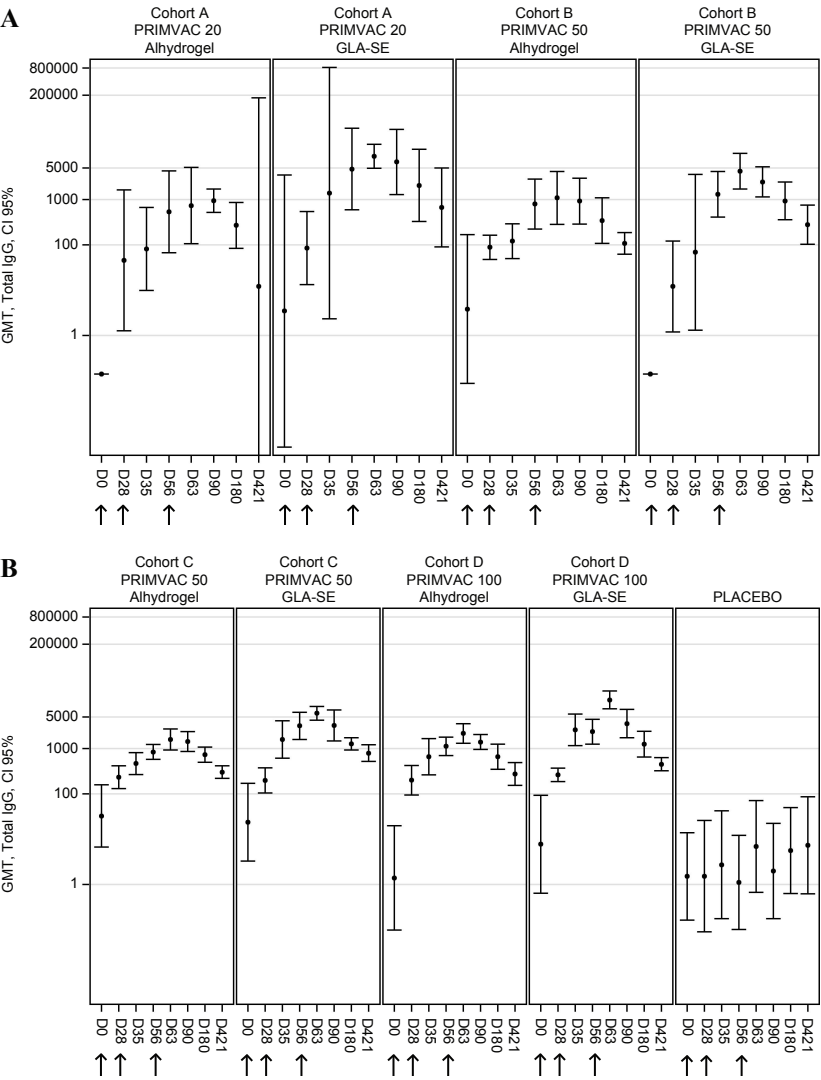 A
Cohort A
PRIMVAC 20
Alhydrogel
Cohort A
PRIMVAC 20
GLA-SE
Cohort B
PRIMVAC 50
Alhydrogel
Cohort B
PRIMVAC 50
GLA-SE
GMT, Total IgG, CI 95%
800000
200000
5000
1000
100
1
D0 D28 D35 D56 D63 D90 D180 D421
D0 D28 D35 D56 D63 D90 D180 D421
D0 D28 D35 D56 D63 D90 D180 D421
D0 D28 D35 D56 D63 D90 D180 D421
B
Cohort C
PRIMVAC 50
Alhydrogel
Cohort C
PRIMVAC 50
GLA-SE
Cohort D
PRIMVAC 100
Alhydrogel
Cohort D
PRIMVAC 100
GLA-SE
PLACEBO
GMT, Total IgG, CI 95%
800000
200000
5000
1000
100
1
D0 D28 D35 D56 D63 D90 D180 D421
D0 D28 D35 D56 D63 D90 D180 D421
D0 D28 D35 D56 D63 D90 D180 D421
D0 D28 D35 D56 D63 D90 D180 D421
D0 D28 D35 D56 D63 D90 D180 D421